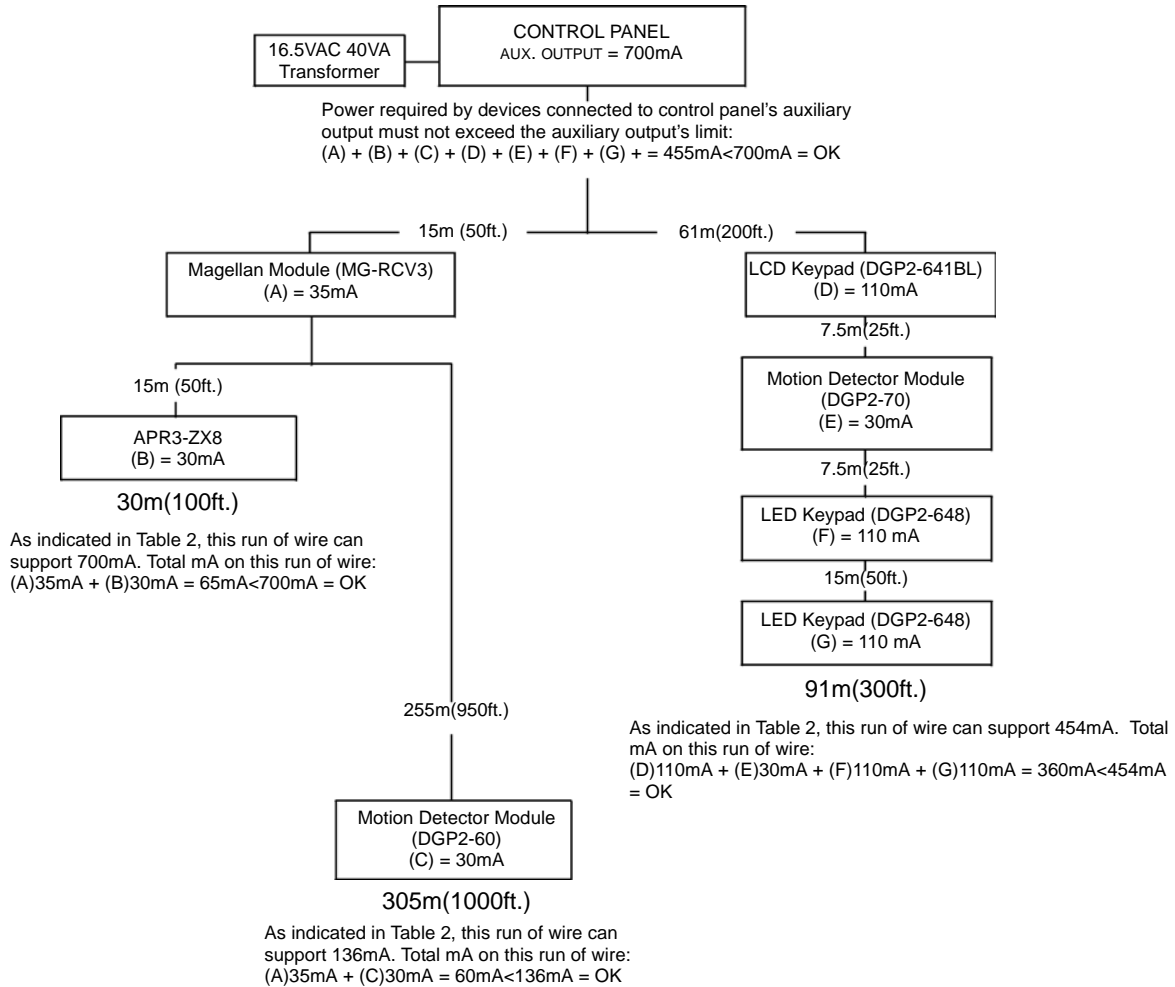 16.5VAC 40VA
Transformer
CONTROL PANEL
AUX. OUTPUT = 700mA
Power required by devices connected to control panel's auxiliary
output must not exceed the auxiliary output's limit:
(A) + (B) + (C) + (D) + (E) + (F) + (G) + = 455mA<700mA = OK
15m (50ft.)
61m(200ft.)
Magellan Module (MG-RCV3)
(A) = 35mA
15m (50ft.)
APR3-ZX8
(B) = 30mA
30m(100ft.)
As indicated in Table 2, this run of wire can
support 700mA. Total mA on this run of wire:
(A)35mA + (B)30mA = 65mA<700mA = OK
255m(950ft.)
Motion Detector Module
(DGP2-60)
(C) = 30mA
305m(1000ft.)
As indicated in Table 2, this run of wire can
support 136mA. Total mA on this run of wire:
(A)35mA + (C)30mA = 60mA<136mA = OK
LCD Keypad (DGP2-641BL)
(D) = 110mA
7.5m(25ft.)
Motion Detector Module
(DGP2-70)
(E) = 30mA
7.5m(25ft.)
LED Keypad (DGP2-648)
(F) = 110 mA
15m(50ft.)
LED Keypad (DGP2-648)
(G) = 110 mA
91m(300ft.)
As indicated in Table 2, this run of wire can support 454mA. Total
mA on this run of wire:
(D)110mA + (E)30mA + (F)110mA + (G)110mA = 360mA<454mA
= OK